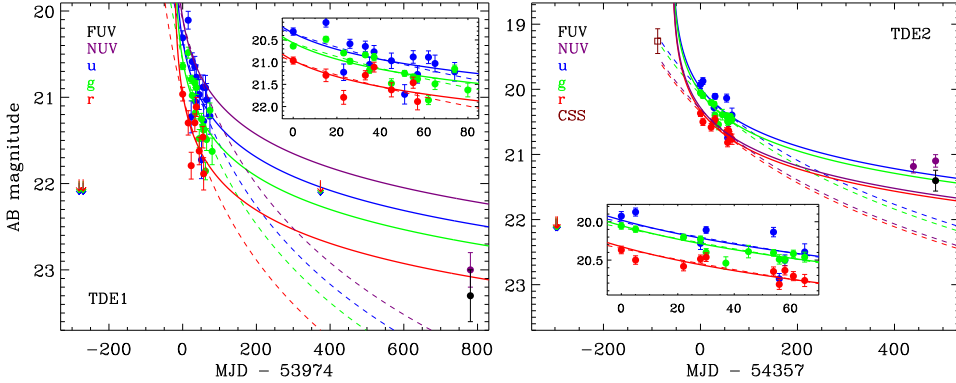 FUV
NUV
u
g
r
TDE1
AB magnitude
19
20
21
22
23
-200
0
200
400
600
800
MJD - 53974
20.5
21.0
21.5
22.0
0
20
40
60
80
FUV
NUV
u
g
r
CSS
TDE2
19
20
21
22
23
-200
0
200
400
MJD - 54357
20.0
20.5
0
20
40
60